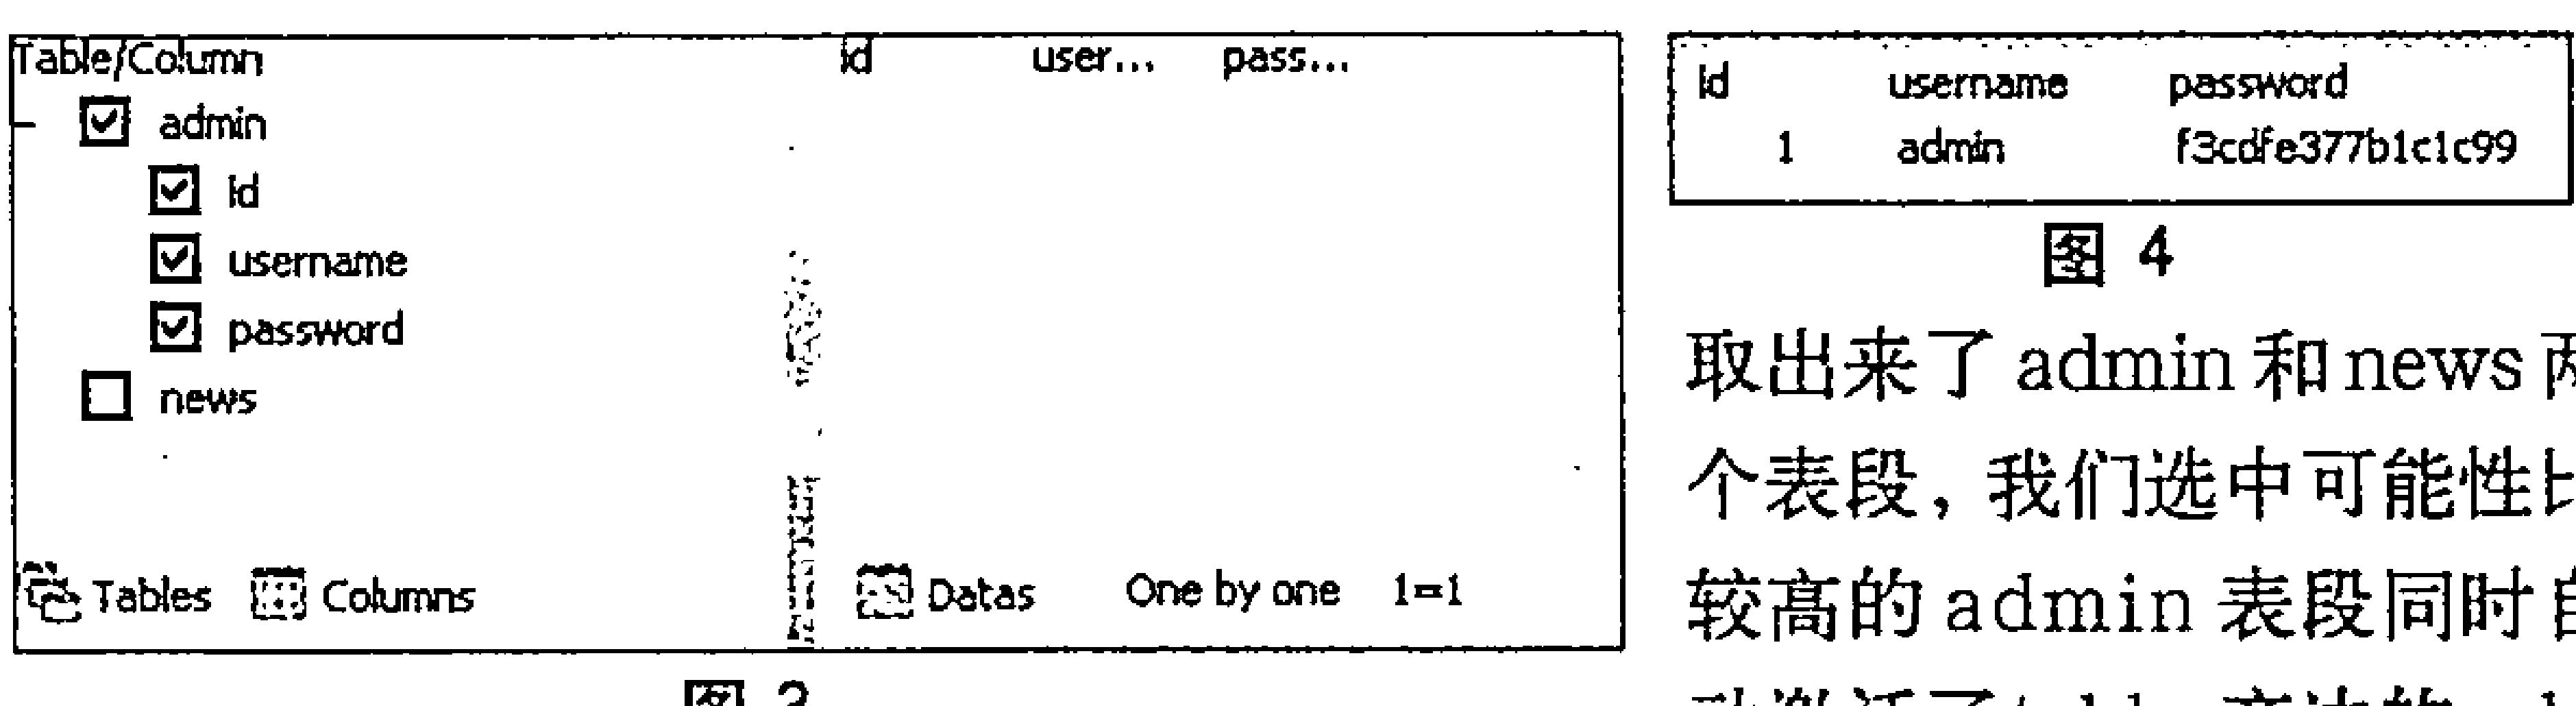 Table/Column
admin
id
username
password
news
Tables Columns
id user... pass...
Datas One by one 1=1
图 3
id username password
1 admin f3cdfe377b1c1c99
图 4
取出来了admin和news两
个表段，我们选中可能性比
较高的admin表段同时自